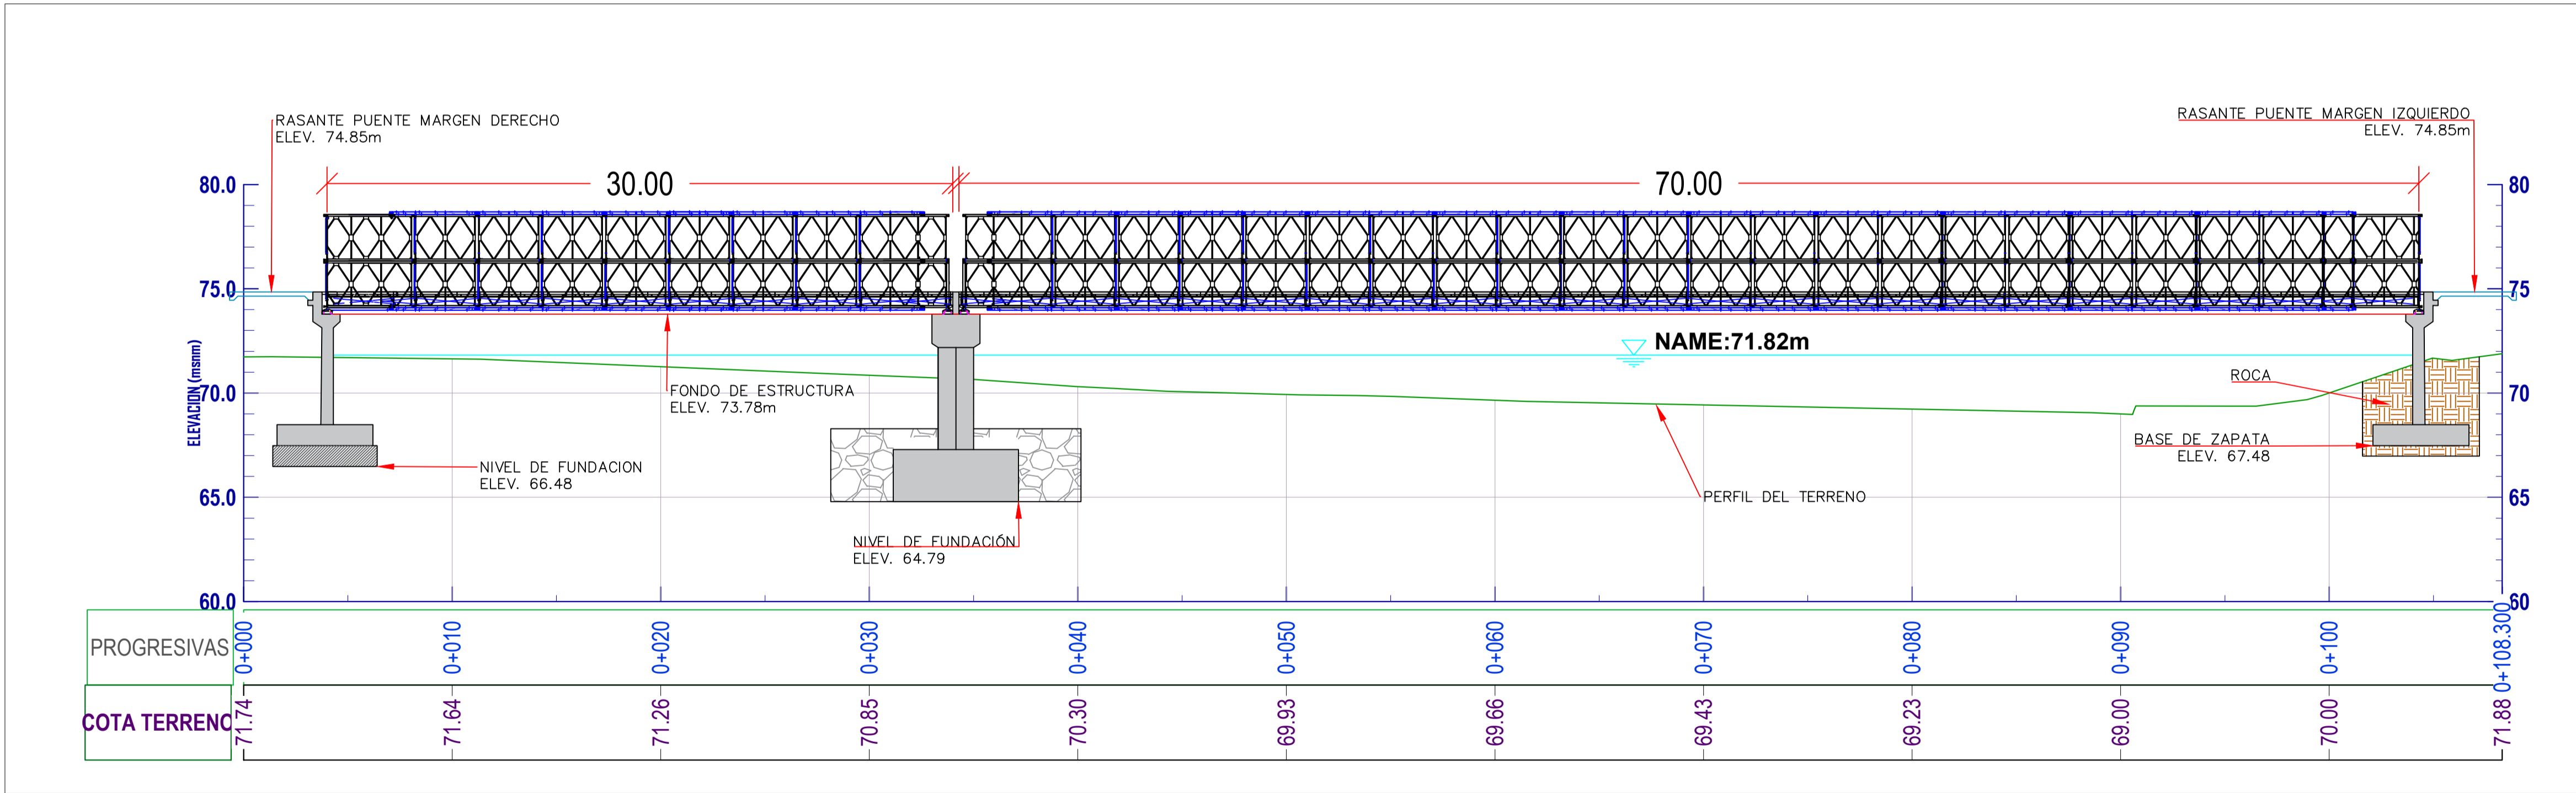 RASANTE PUENTE MARGEN DERECHO
ELEV. 74.85m
RASANTE PUENTE MARGEN IZQUIERDO
ELEV. 74.85m
30.00
70.00
80.0
75.0
70.0
65.0
60.0
ELEVACION (msnm)
80
75
70
65
60
NAME:71.82m
FONDO DE ESTRUCTURA
ELEV. 73.78m
ROCA
BASE DE ZAPATA
ELEV. 67.48
NIVEL DE FUNDACION
ELEV. 66.48
PERFIL DEL TERRENO
NIVEL DE FUNDACIÓN
ELEV. 64.79
PROGRESIVAS
0+000
0+010
0+020
0+030
0+040
0+050
0+060
0+070
0+080
0+090
0+100
0+108.300
COTA TERRENO
71.74
71.64
71.26
70.85
70.30
69.93
69.66
69.43
69.23
69.00
70.00
71.88